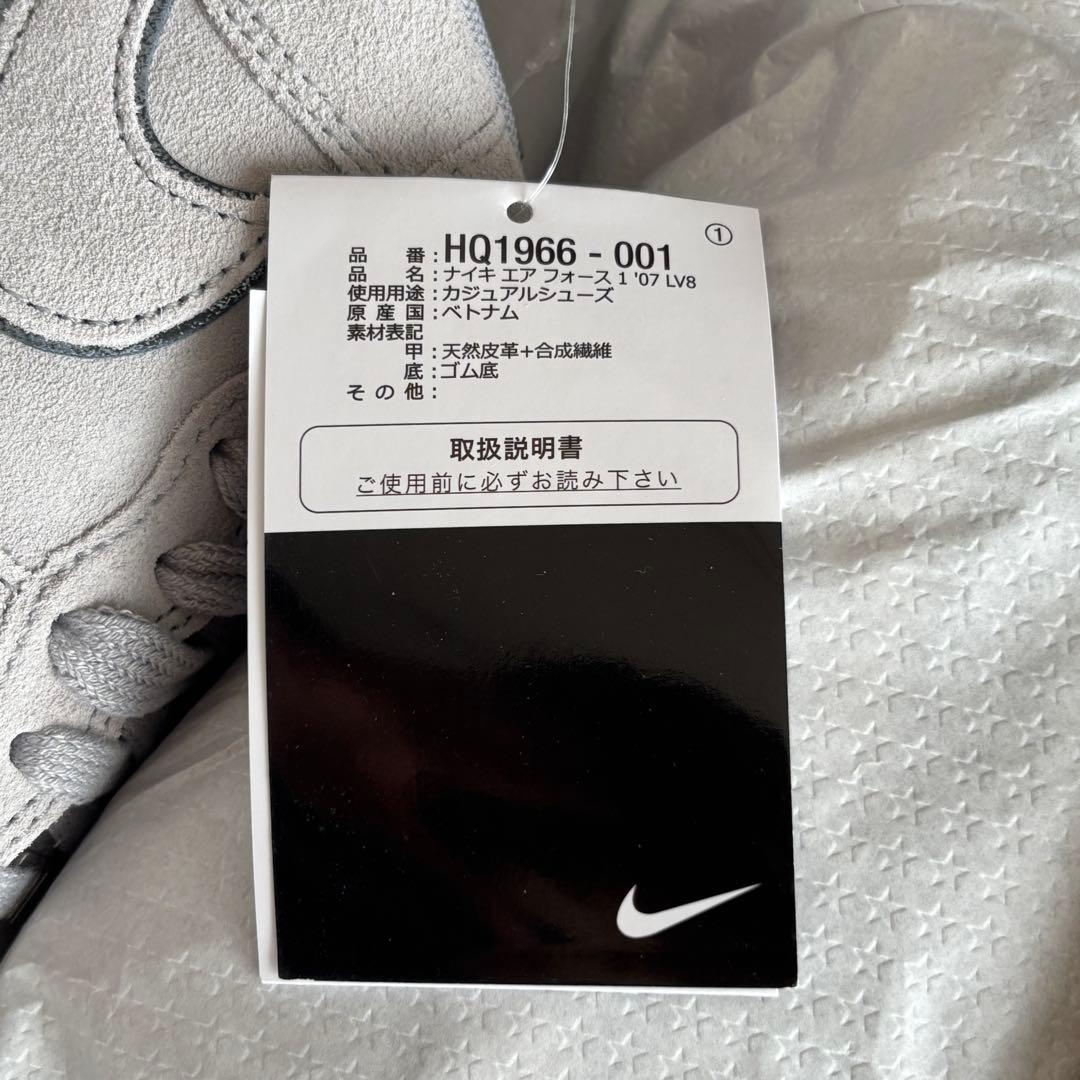 ①
品 番：HQ1966 - 001
品 名：ナイキ エア フォース 1 '07 LV8
使用用途：カジュアルシューズ
原 産 国：ベトナム
素材表記
甲：天然皮革+合成繊維
底：ゴム底
そ の 他：
取扱説明書
ご使用前に必ずお読み下さい